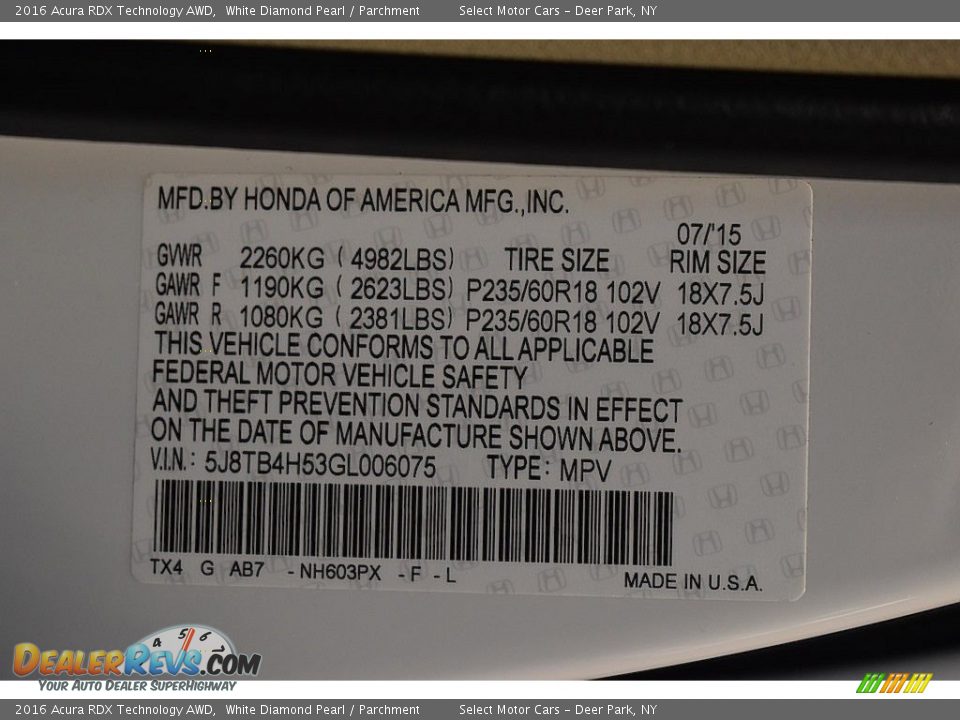 2016 Acura RDX Technology AWD, White Diamond Pearl / Parchment Select Motor Cars - Deer Park, NY
MFD.BY HONDA OF AMERICA MFG.,INC.
07/'15
GVWR 2260KG ( 4982LBS) TIRE SIZE RIM SIZE
GAWR F 1190KG ( 2623LBS) P235/60R18 102V 18X7.5J
GAWR R 1080KG ( 2381LBS) P235/60R18 102V 18X7.5J
THIS VEHICLE CONFORMS TO ALL APPLICABLE
FEDERAL MOTOR VEHICLE SAFETY
AND THEFT PREVENTION STANDARDS IN EFFECT
ON THE DATE OF MANUFACTURE SHOWN ABOVE.
V.I.N.: 5J8TB4H53GL006075 TYPE: MPV
TX4 G AB7 -NH603PX -F -L
MADE IN U.S.A.
4 5 6 7
DEALERREVS.COM
YOUR AUTO DEALER SUPERHIGHWAY
2016 Acura RDX Technology AWD, White Diamond Pearl / Parchment Select Motor Cars - Deer Park, NY